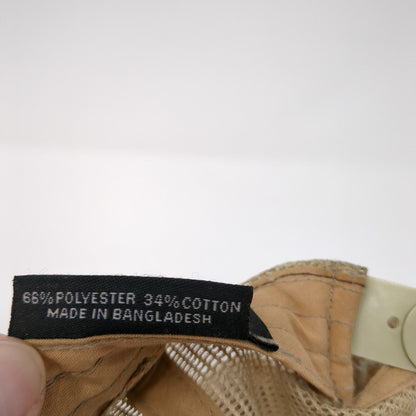 66%POLYESTER 34%COTTON
MADE IN BANGLADESH